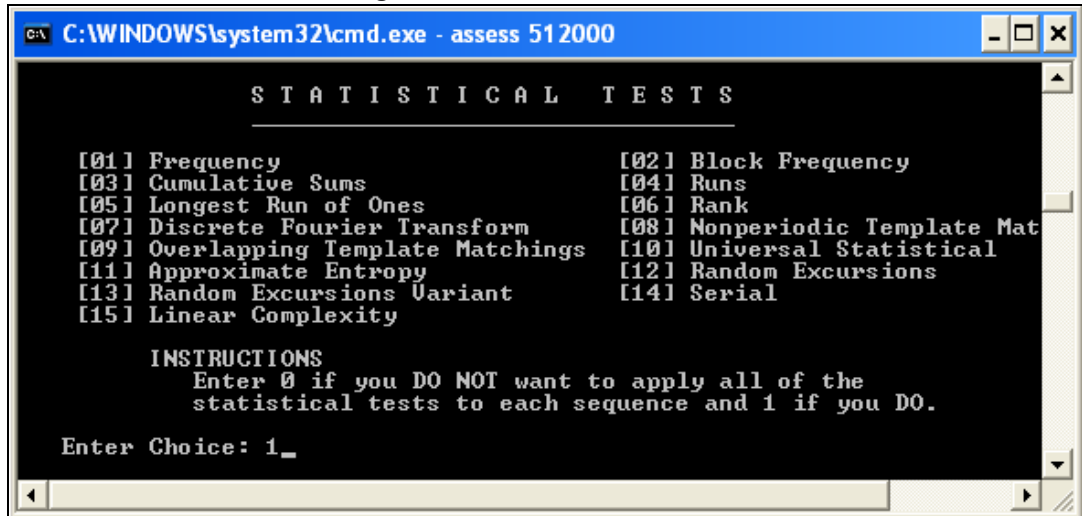 C:\WINDOWS\system32\cmd.exe - assess 512000
S T A T I S T I C A L   T E S T S
[01] Frequency [02] Block Frequency
[03] Cumulative Sums [04] Runs
[05] Longest Run of Ones [06] Rank
[07] Discrete Fourier Transform [08] Nonperiodic Template Mat
[09] Overlapping Template Matchings [10] Universal Statistical
[11] Approximate Entropy [12] Random Excursions
[13] Random Excursions Variant [14] Serial
[15] Linear Complexity
INSTRUCTIONS
Enter 0 if you DO NOT want to apply all of the
statistical tests to each sequence and 1 if you DO.
Enter Choice: 1_